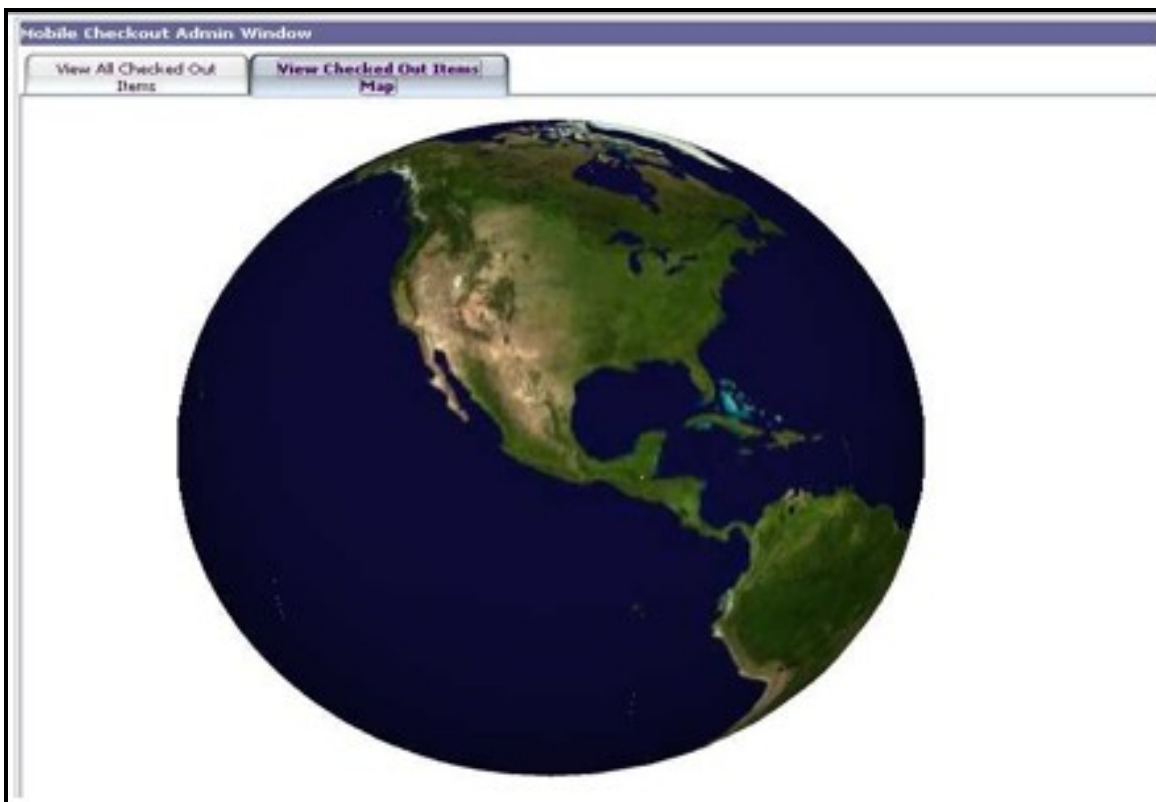 Mobile Checkout Admin Window
View All Checked Out
Items
View Checked Out Items
Map